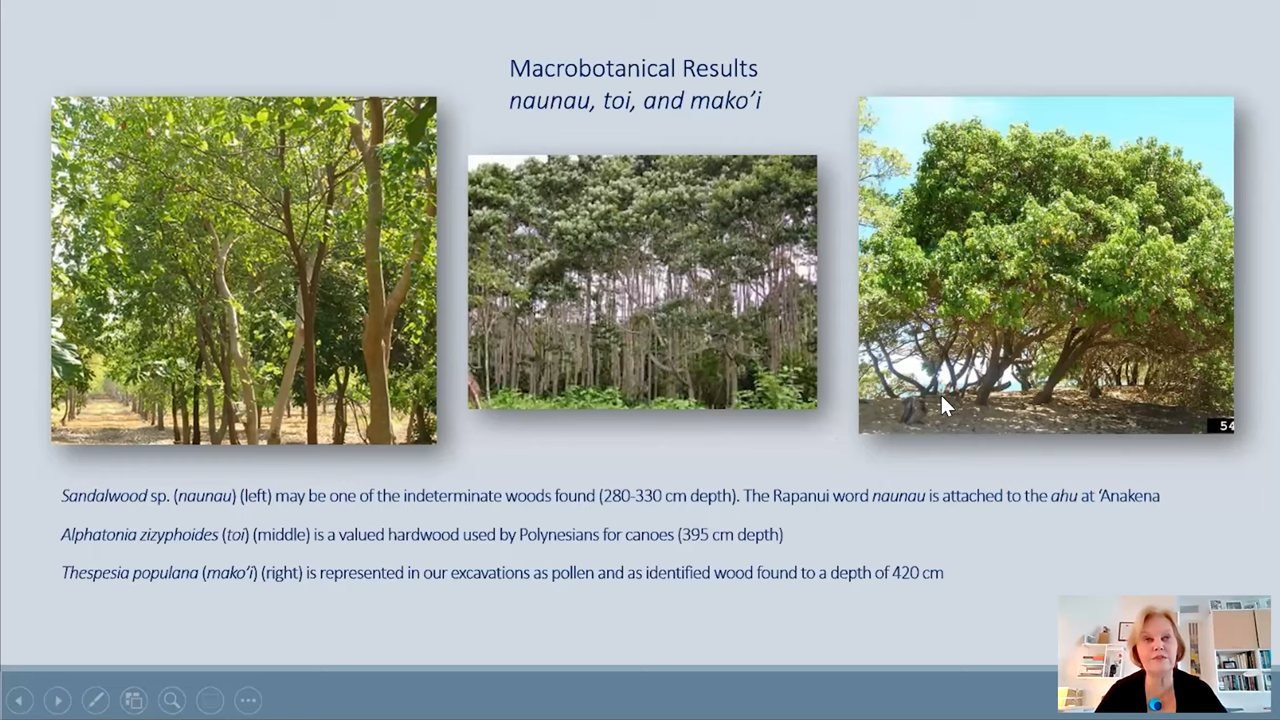 Macrobotanical Results
naunau, toi, and mako’i
54
Sandalwood sp. (naunau) (left) may be one of the indeterminate woods found (280-330 cm depth). The Rapanui word naunau is attached to the ahu at ‘Anakena
Alphatonia zizyphoides (toi) (middle) is a valued hardwood used by Polynesians for canoes (395 cm depth)
Thespesia populana (mako’i) (right) is represented in our excavations as pollen and as identified wood found to a depth of 420 cm